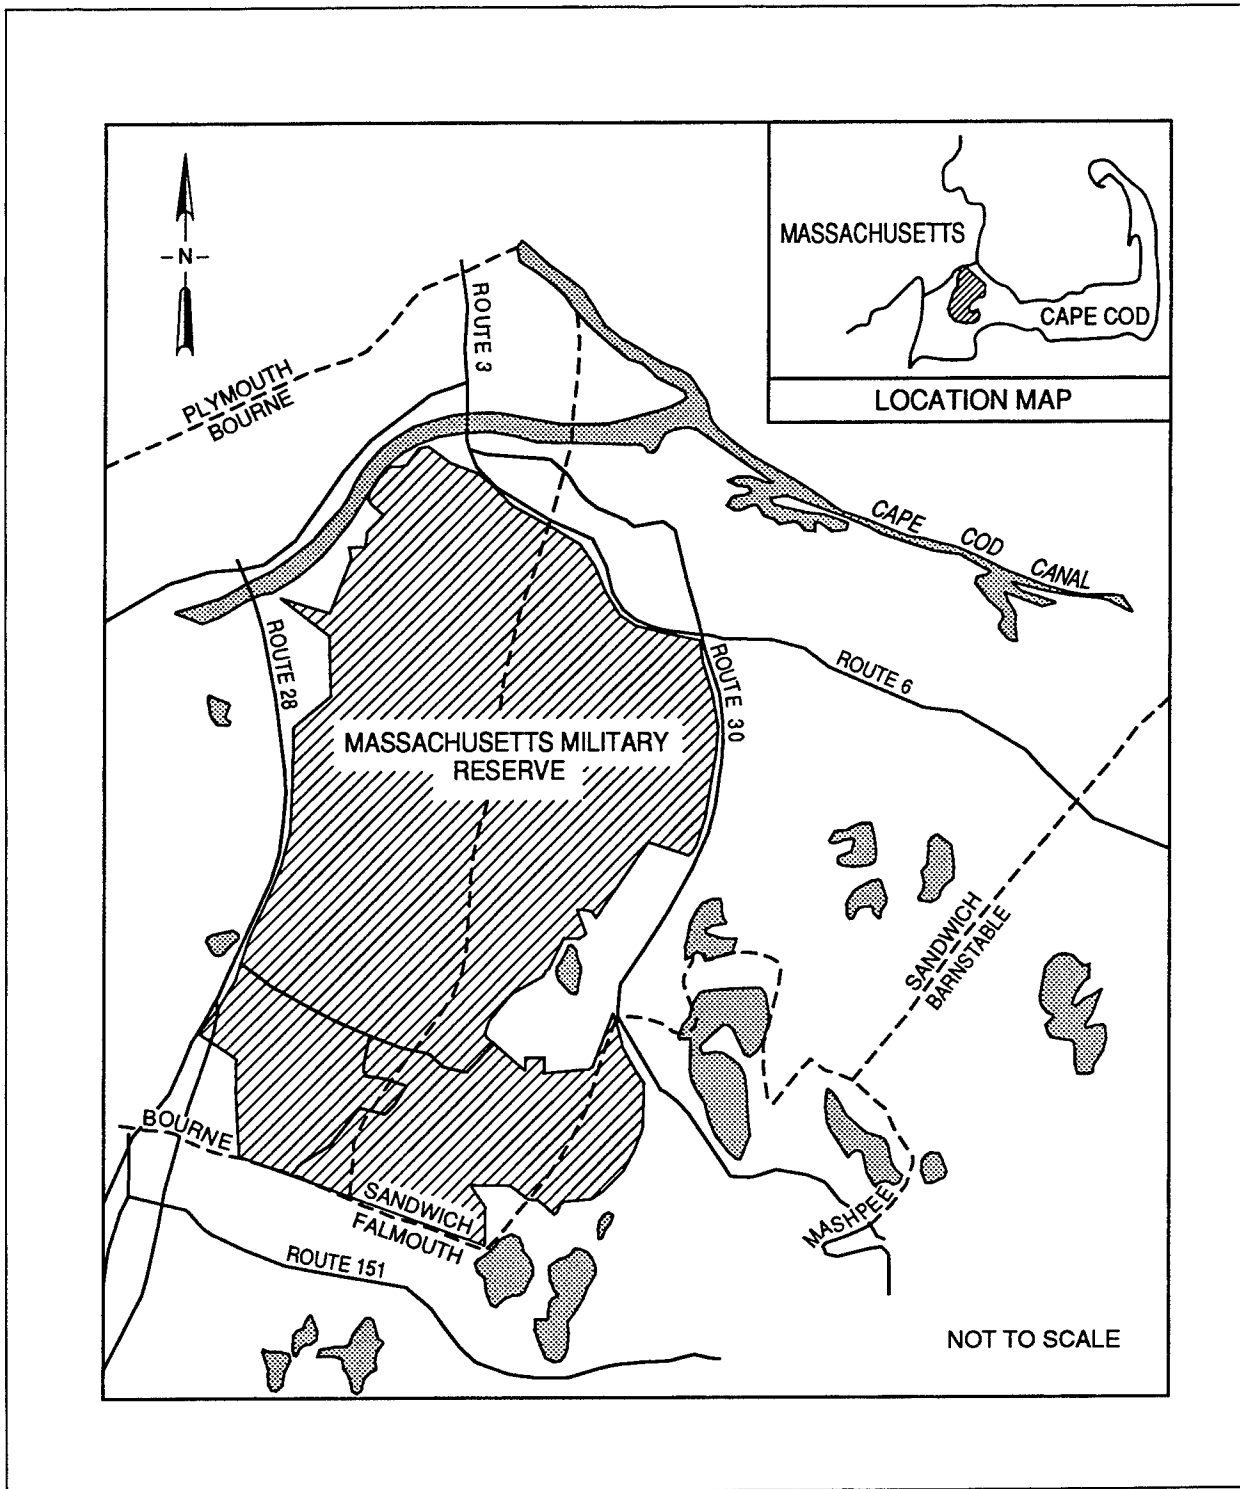 MASSACHUSETTS
CAPE COD
LOCATION MAP
-N-
ROUTE 3
PLYMOUTH
BOURNE
CAPE COD CANAL
ROUTE 28
ROUTE 30
ROUTE 6
MASSACHUSETTS MILITARY
RESERVE
SANDWICH
BARNSTABLE
BOURNE
SANDWICH
FALMOUTH
MASHPEE
ROUTE 151
NOT TO SCALE